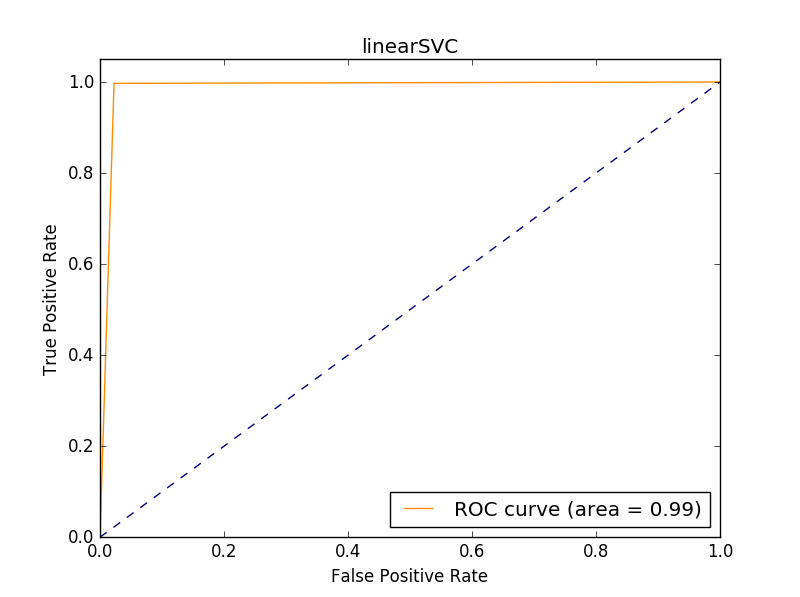 linearSVC
1.0
0.8
0.6
0.4
0.2
0.0
True Positive Rate
ROC curve (area = 0.99)
0.0 0.2 0.4 0.6 0.8 1.0
False Positive Rate